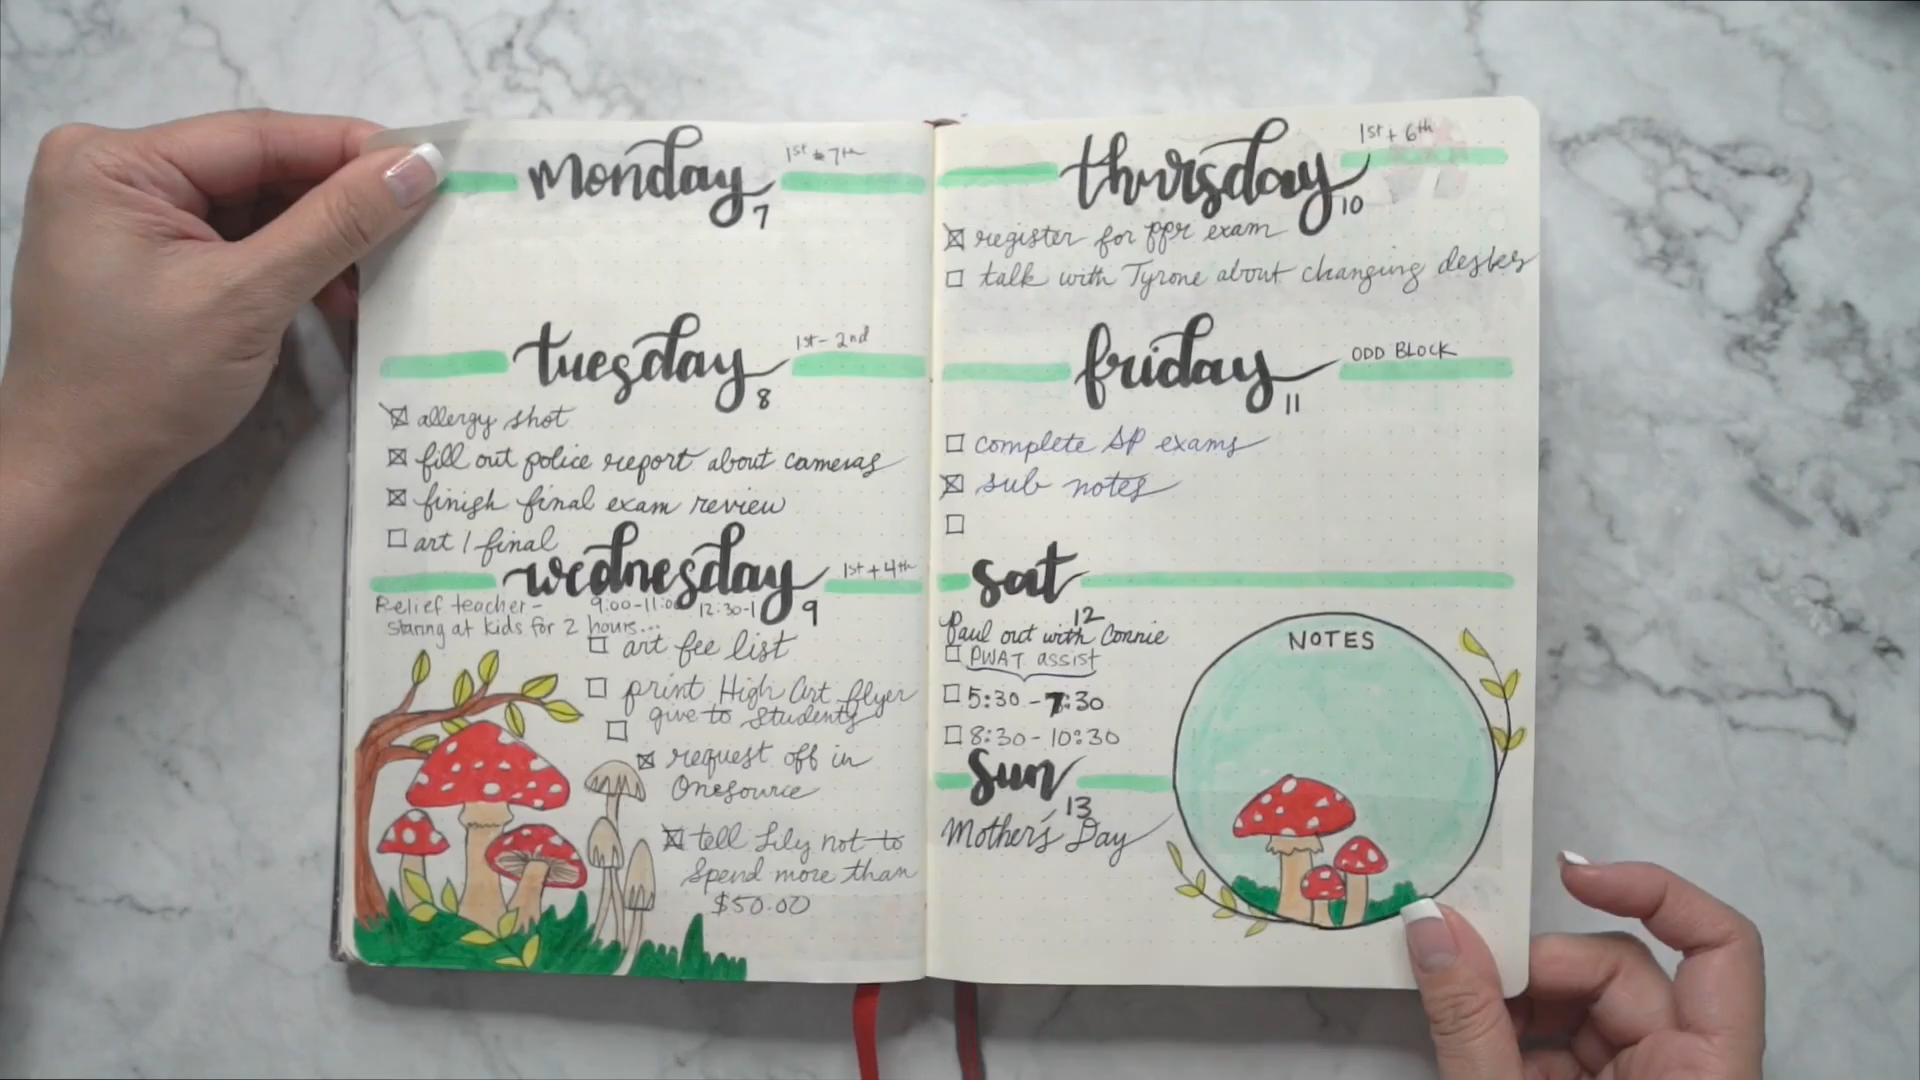 monday
1st + 7th
7
tuesday
1st - 2nd
8
allergy shot
fill out police report about cameras
finish final exam review
art 1 final
wednesday
1st + 4th
9
Relief teacher - 9:00-11:00 12:30-1
staring at kids for 2 hours...
art fee list
print High Art flyer
give to students
request off in
Onesource
tell Lily not to
spend more than
$50.00
thursday
1st + 6th
10
register for ppr exam
talk with Tyrone about changing desks
friday
ODD BLOCK
11
complete SP exams
sub notes
sat
12
Paul out with Connie
PWAT assist
5:30 - 7:30
8:30 - 10:30
sun
13
Mother's Day
NOTES